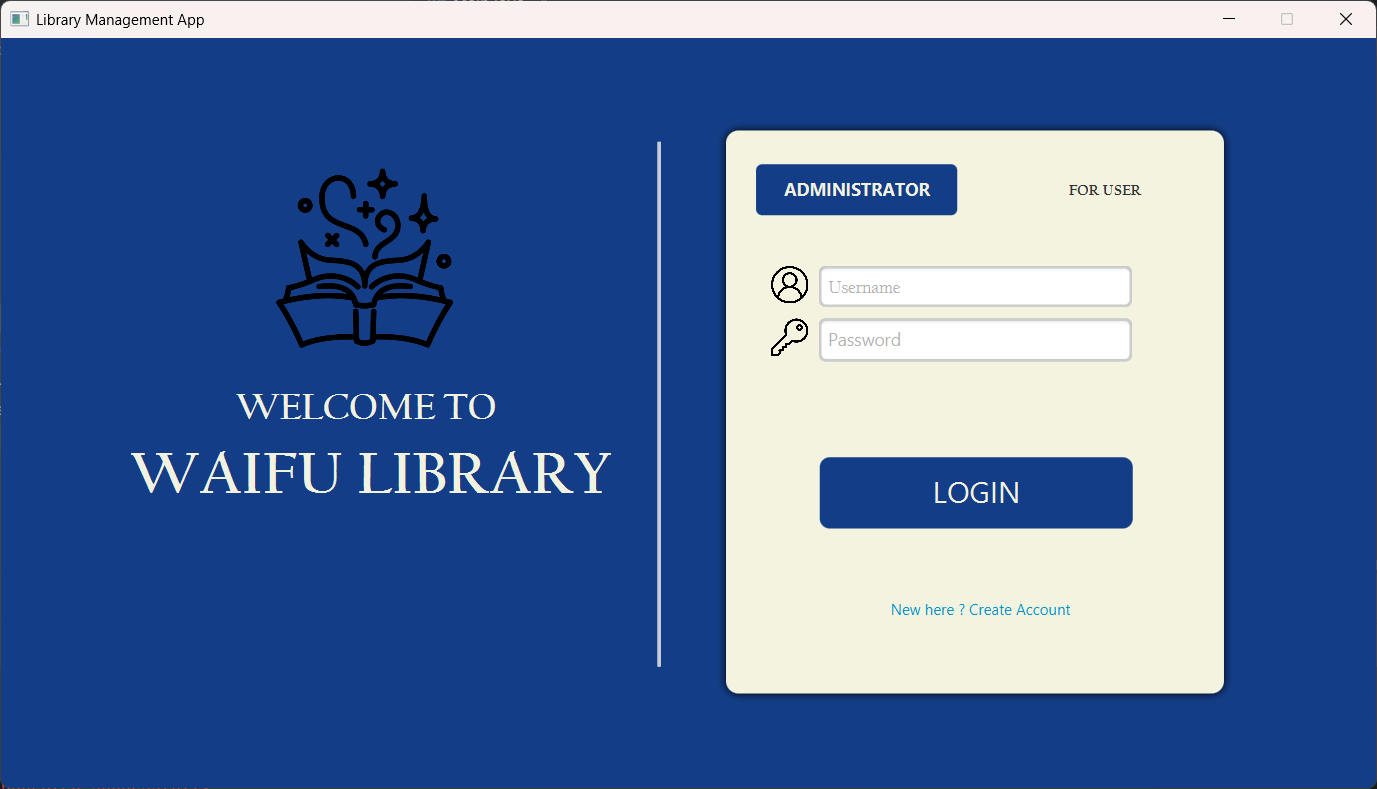 Library Management App
WELCOME TO
WAIFU LIBRARY
ADMINISTRATOR
FOR USER
Username
Password
LOGIN
New here ? Create Account